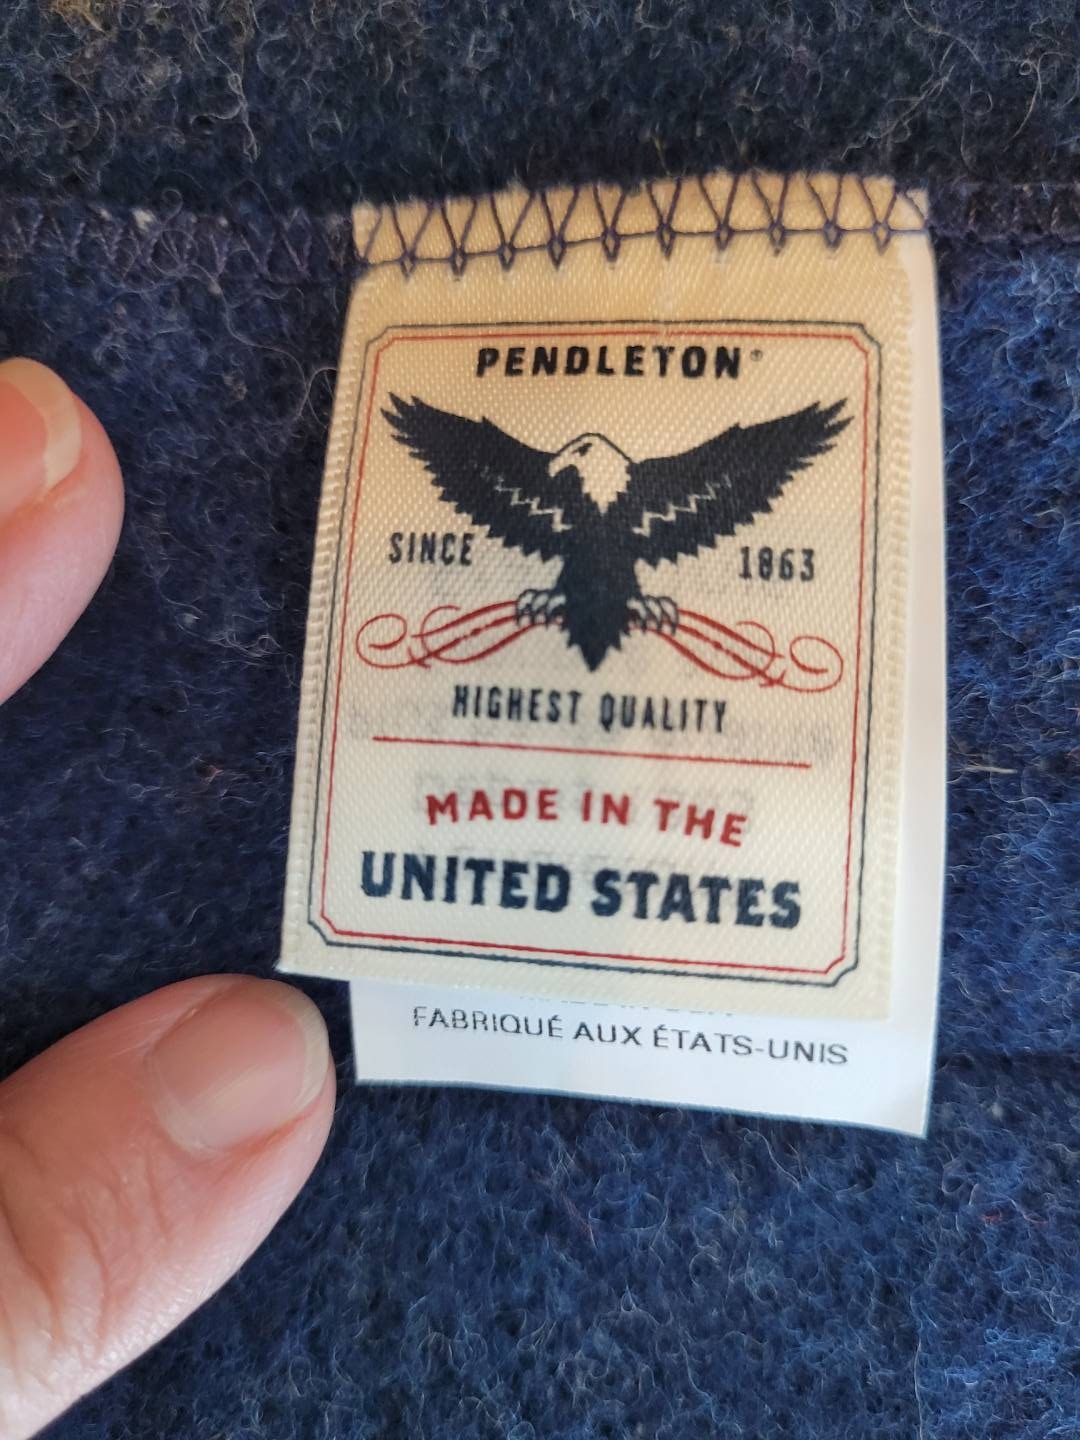 PENDLETON®
SINCE 1863
HIGHEST QUALITY
MADE IN THE
UNITED STATES
FABRIQUÉ AUX ÉTATS-UNIS